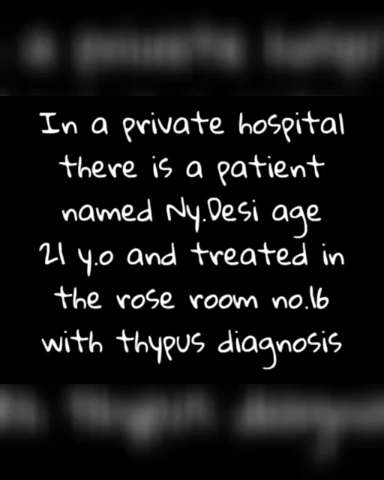 In a private hospital
there is a patient
named Ny.Desi age
21 y.o and treated in
the rose room no.16
with thypus diagnosis